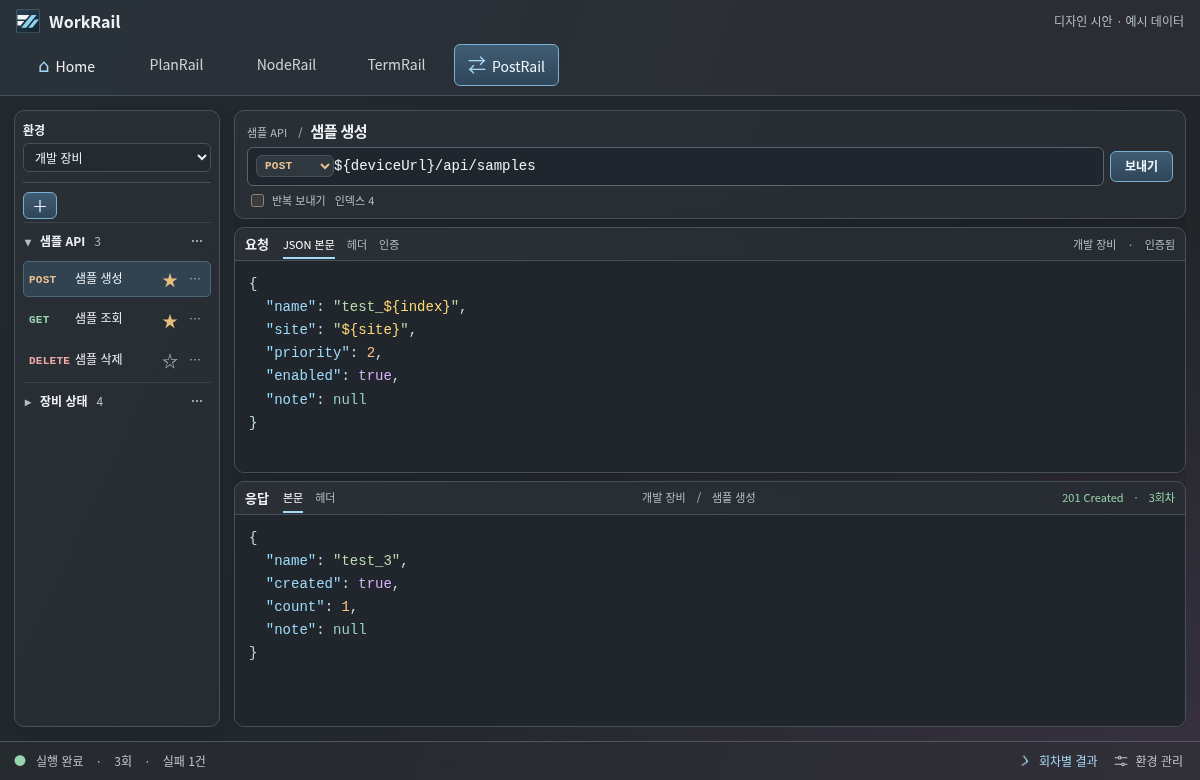 WorkRail
디자인 시안 · 예시 데이터
Home PlanRail NodeRail TermRail PostRail
환경
개발 장비
+
샘플 API 3 ···
POST 샘플 생성 ★ ···
GET 샘플 조회 ★ ···
DELETE 샘플 삭제 ☆ ···
장비 상태 4 ···
샘플 API / 샘플 생성
POST ${deviceUrl}/api/samples 보내기
반복 보내기 인덱스 4
요청 JSON 본문 헤더 인증 개발 장비 · 인증됨
{
"name": "test_${index}",
"site": "${site}",
"priority": 2,
"enabled": true,
"note": null
}
응답 본문 헤더 개발 장비 / 샘플 생성 201 Created · 3회차
{
"name": "test_3",
"created": true,
"count": 1,
"note": null
}
실행 완료 · 3회 · 실패 1건 회차별 결과 환경 관리